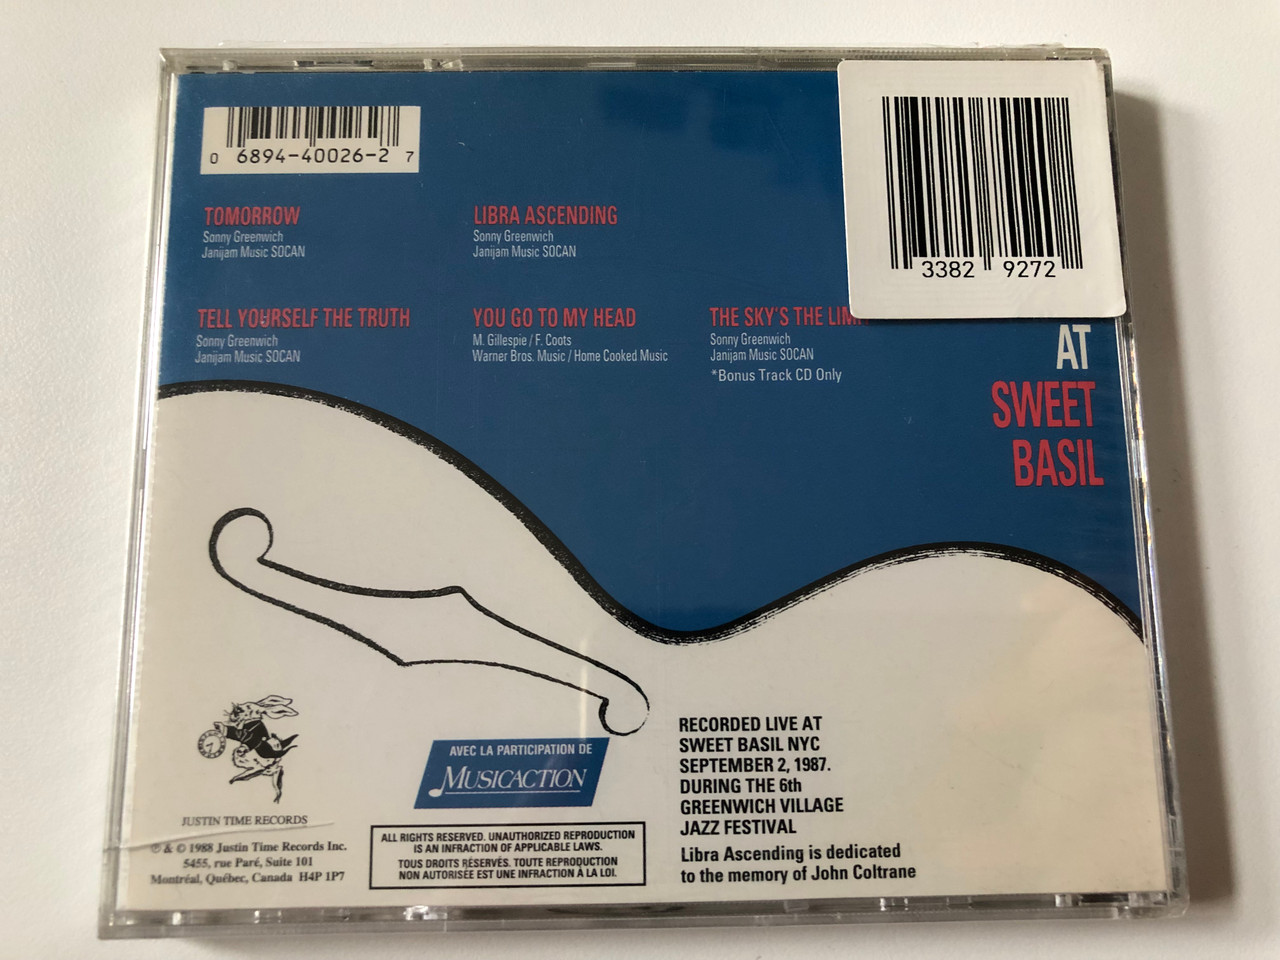 0 6894-40026-2 7
3382 9272
TOMORROW
Sonny Greenwich
Janijam Music SOCAN
LIBRA ASCENDING
Sonny Greenwich
Janijam Music SOCAN
TELL YOURSELF THE TRUTH
Sonny Greenwich
Janijam Music SOCAN
YOU GO TO MY HEAD
M. Gillespie / F. Coots
Warner Bros. Music / Home Cooked Music
THE SKY'S THE LIMI
Sonny Greenwich
Janijam Music SOCAN
*Bonus Track CD Only
AT
SWEET
BASIL
JUSTIN TIME RECORDS
℗ & © 1988 Justin Time Records Inc.
5455, rue Paré, Suite 101
Montréal, Québec, Canada H4P 1P7
AVEC LA PARTICIPATION DE
MUSICACTION
ALL RIGHTS RESERVED. UNAUTHORIZED REPRODUCTION
IS AN INFRACTION OF APPLICABLE LAWS.
TOUS DROITS RÉSERVÉS. TOUTE REPRODUCTION
NON AUTORISÉE EST UNE INFRACTION À LA LOI.
RECORDED LIVE AT
SWEET BASIL NYC
SEPTEMBER 2, 1987.
DURING THE 6th
GREENWICH VILLAGE
JAZZ FESTIVAL
Libra Ascending is dedicated
to the memory of John Coltrane